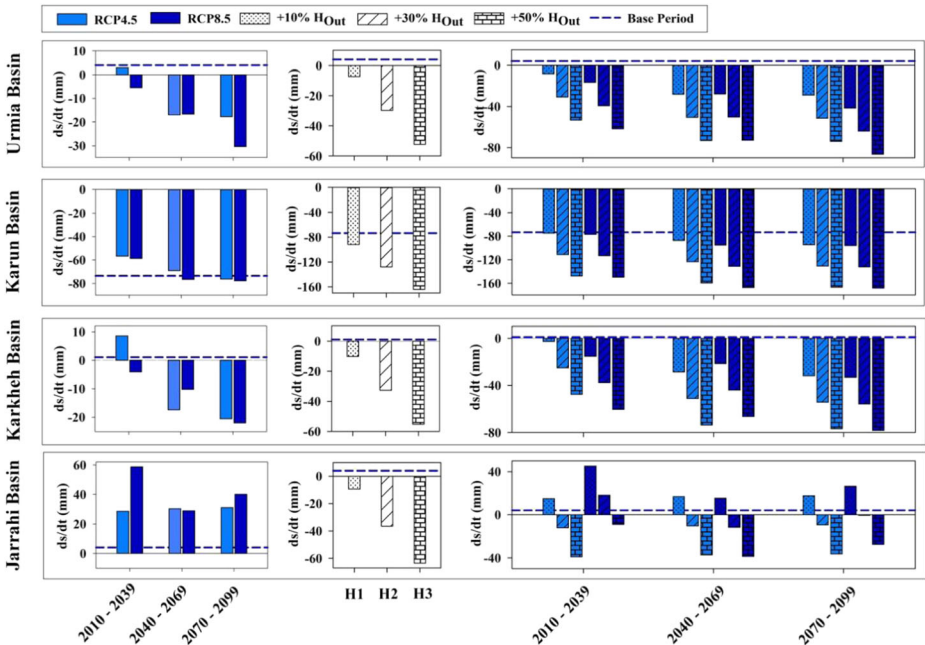 RCP4.5 RCP8.5 +10% HOut +30% HOut +50% HOut Base Period
Urmia Basin
ds/dt (mm)
10
0
-10
-20
-30
ds/dt (mm)
0
-20
-40
-60
ds/dt (mm)
0
-40
-80
Karun Basin
ds/dt (mm)
0
-20
-40
-60
-80
ds/dt (mm)
0
-40
-80
-120
-160
ds/dt (mm)
0
-40
-80
-120
-160
Karkheh Basin
ds/dt (mm)
10
0
-10
-20
ds/dt (mm)
0
-20
-40
-60
ds/dt (mm)
0
-40
-80
Jarrahi Basin
ds/dt (mm)
60
40
20
0
ds/dt (mm)
0
-20
-40
-60
ds/dt (mm)
40
0
-40
2010 - 2039
2040 - 2069
2070 - 2099
H1 H2 H3
2010 - 2039
2040 - 2069
2070 - 2099